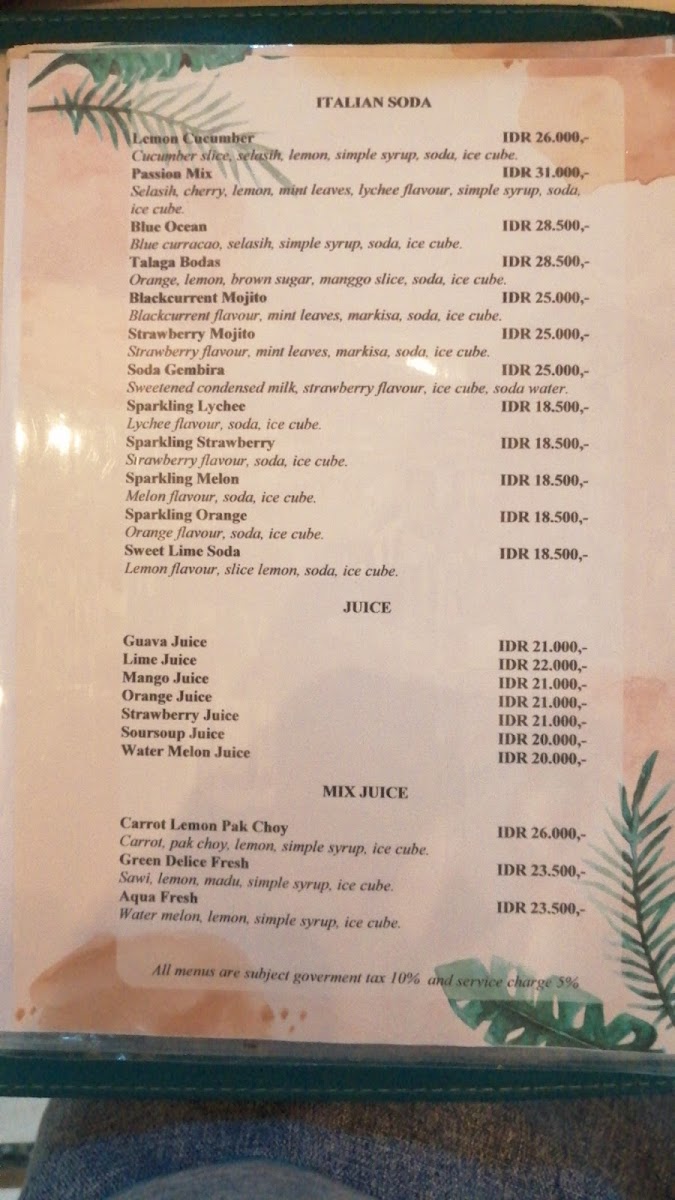 ITALIAN SODA
Lemon Cucumber IDR 26.000,-
Cucumber slice, selasih, lemon, simple syrup, soda, ice cube.
Passion Mix IDR 31.000,-
Selasih, cherry, lemon, mint leaves, lychee flavour, simple syrup, soda,
ice cube.
Blue Ocean IDR 28.500,-
Blue curacao, selasih, simple syrup, soda, ice cube.
Talaga Bodas IDR 28.500,-
Orange, lemon, brown sugar, manggo slice, soda, ice cube.
Blackcurrent Mojito IDR 25.000,-
Blackcurrent flavour, mint leaves, markisa, soda, ice cube.
Strawberry Mojito IDR 25.000,-
Strawberry flavour, mint leaves, markisa, soda, ice cube.
Soda Gembira IDR 25.000,-
Sweetened condensed milk, strawberry flavour, ice cube, soda water.
Sparkling Lychee IDR 18.500,-
Lychee flavour, soda, ice cube.
Sparkling Strawberry IDR 18.500,-
Strawberry flavour, soda, ice cube.
Sparkling Melon IDR 18.500,-
Melon flavour, soda, ice cube.
Sparkling Orange IDR 18.500,-
Orange flavour, soda, ice cube.
Sweet Lime Soda IDR 18.500,-
Lemon flavour, slice lemon, soda, ice cube.
JUICE
Guava Juice IDR 21.000,-
Lime Juice IDR 22.000,-
Mango Juice IDR 21.000,-
Orange Juice IDR 21.000,-
Strawberry Juice IDR 21.000,-
Soursoup Juice IDR 20.000,-
Water Melon Juice IDR 20.000,-
MIX JUICE
Carrot Lemon Pak Choy IDR 26.000,-
Carrot, pak choy, lemon, simple syrup, ice cube.
Green Delice Fresh IDR 23.500,-
Sawi, lemon, madu, simple syrup, ice cube.
Aqua Fresh IDR 23.500,-
Water melon, lemon, simple syrup, ice cube.
All menus are subject goverment tax 10% and service charge 5%